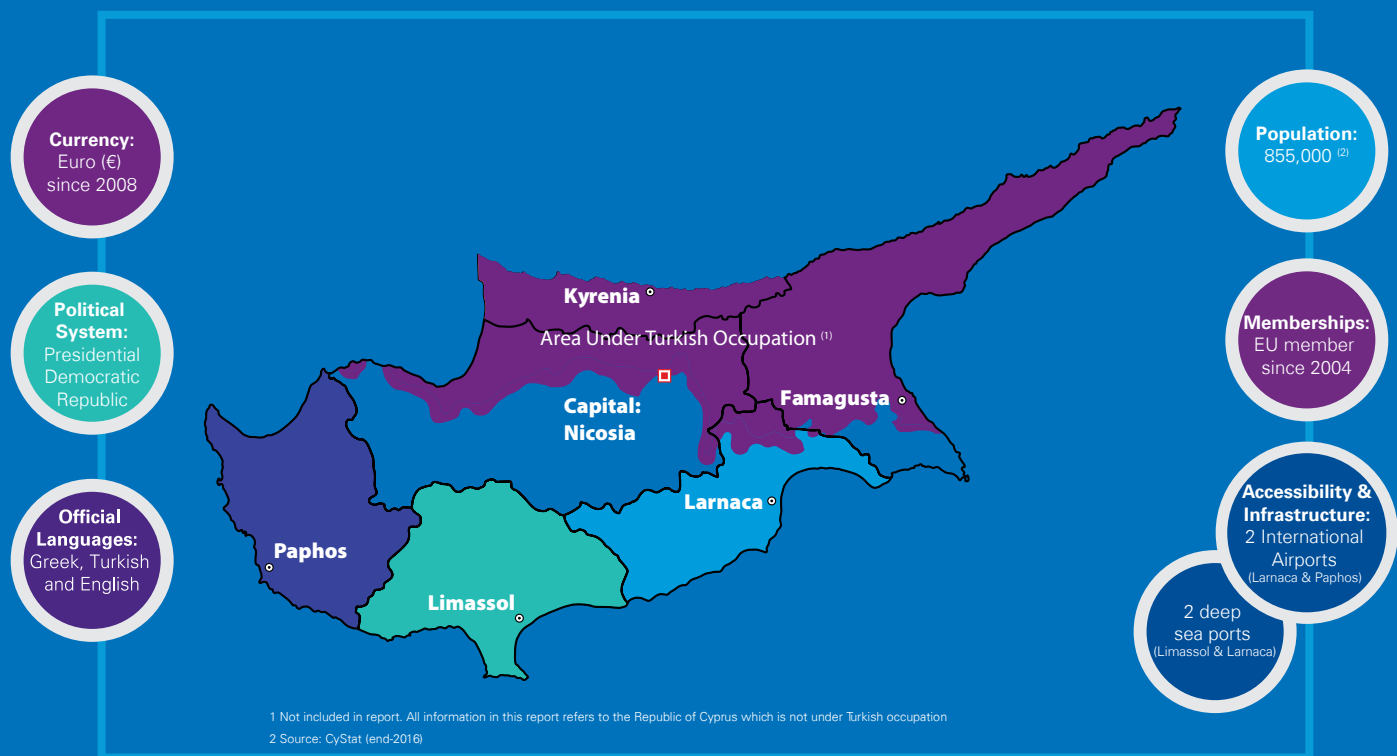 Currency:
Euro (€)
since 2008
Political
System:
Presidential
Democratic
Republic
Official
Languages:
Greek, Turkish
and English
Kyrenia
Area Under Turkish Occupation (1)
Capital:
Nicosia
Famagusta
Larnaca
Paphos
Limassol
Population:
855,000 (2)
Memberships:
EU member
since 2004
Accessibility &
Infrastructure:
2 International
Airports
(Larnaca & Paphos)
2 deep
sea ports
(Limassol & Larnaca)
1 Not included in report. All information in this report refers to the Republic of Cyprus which is not under Turkish occupation
2 Source: CyStat (end-2016)